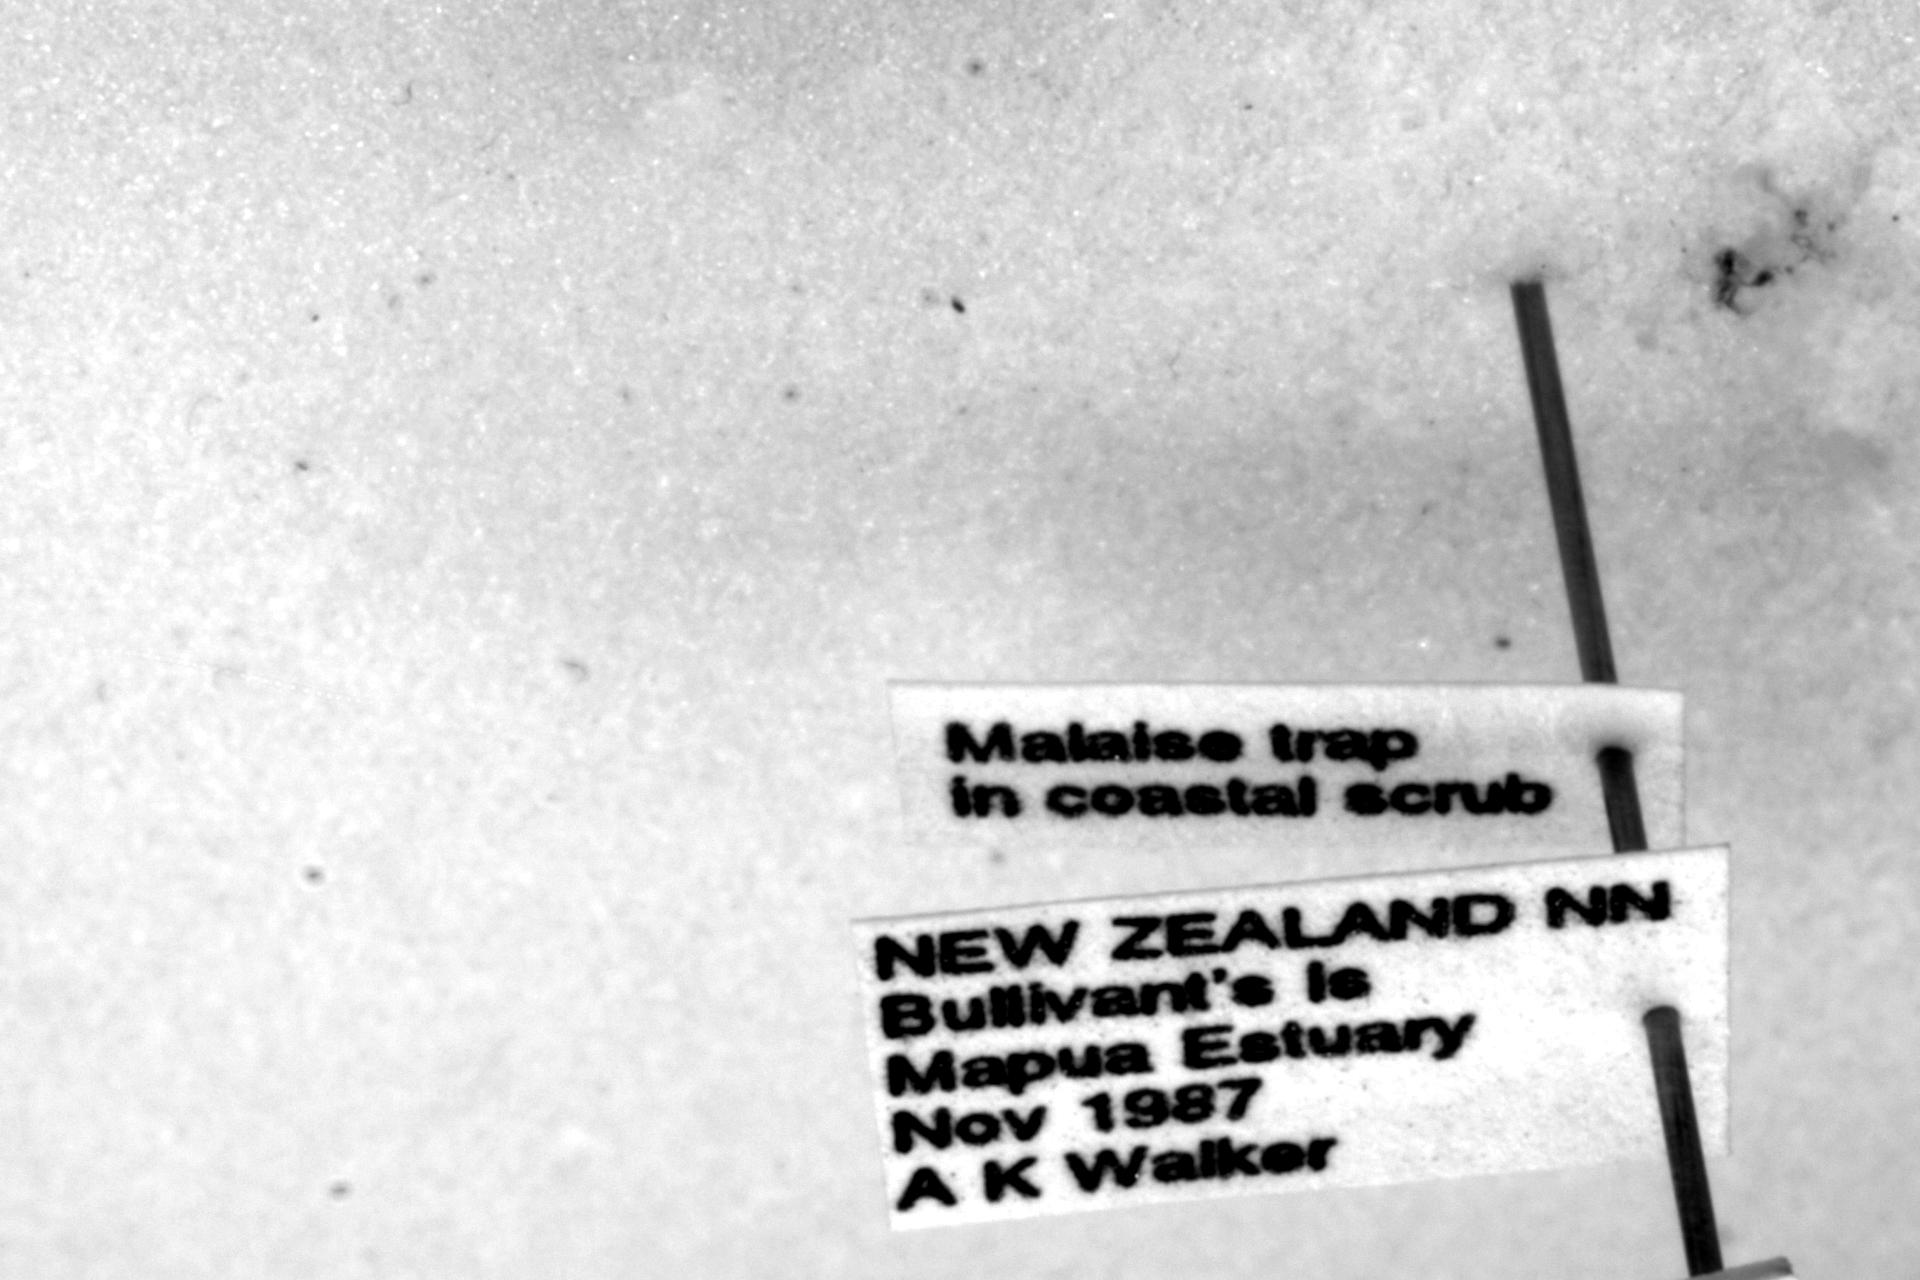 Malaise trap
in coastal scrub
NEW ZEALAND NN
Bullivant's Is
Mapua Estuary
Nov 1987
A K Walker